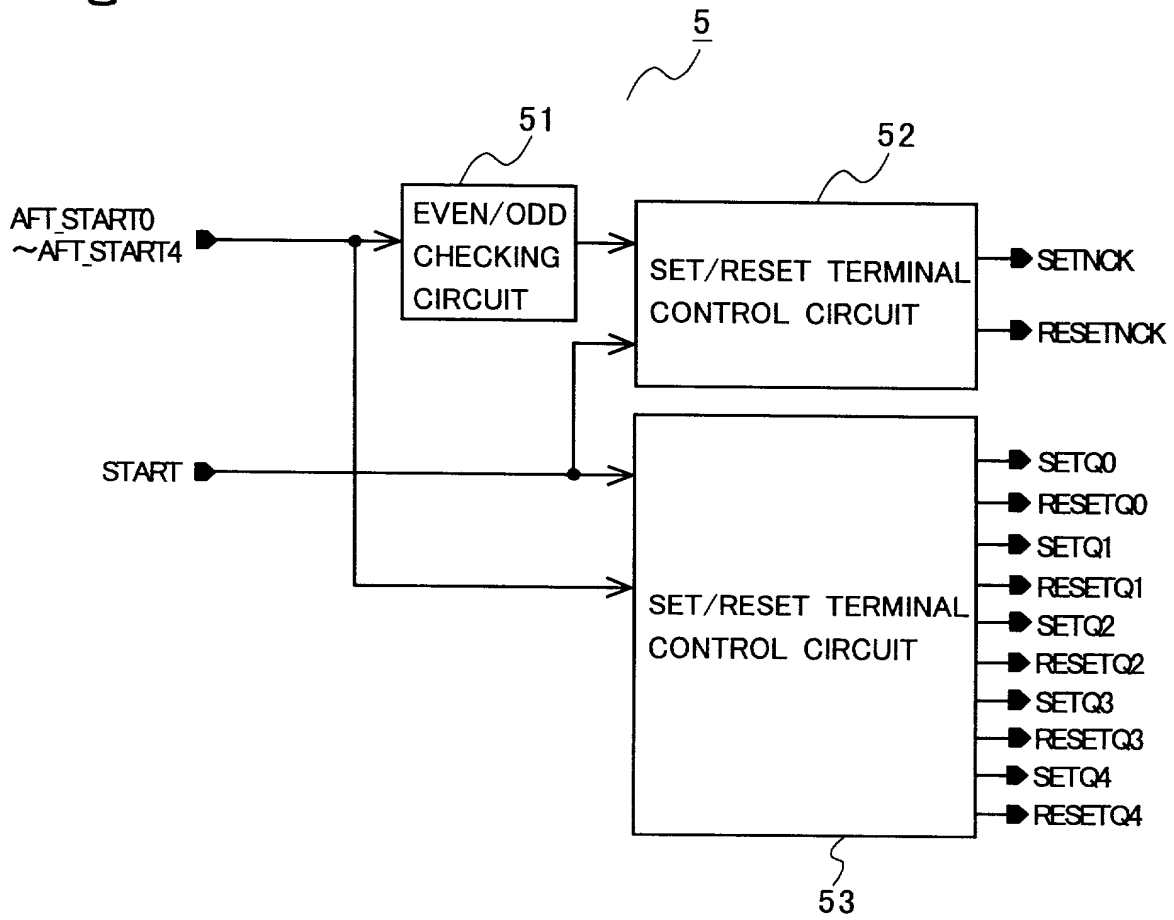 5
51
52
AFT_START0
~AFT_START4
EVEN/ODD
CHECKING
CIRCUIT
SET/RESET TERMINAL
CONTROL CIRCUIT
SETNCK
RESETNCK
START
SET/RESET TERMINAL
CONTROL CIRCUIT
SETQ0
RESETQ0
SETQ1
RESETQ1
SETQ2
RESETQ2
SETQ3
RESETQ3
SETQ4
RESETQ4
53